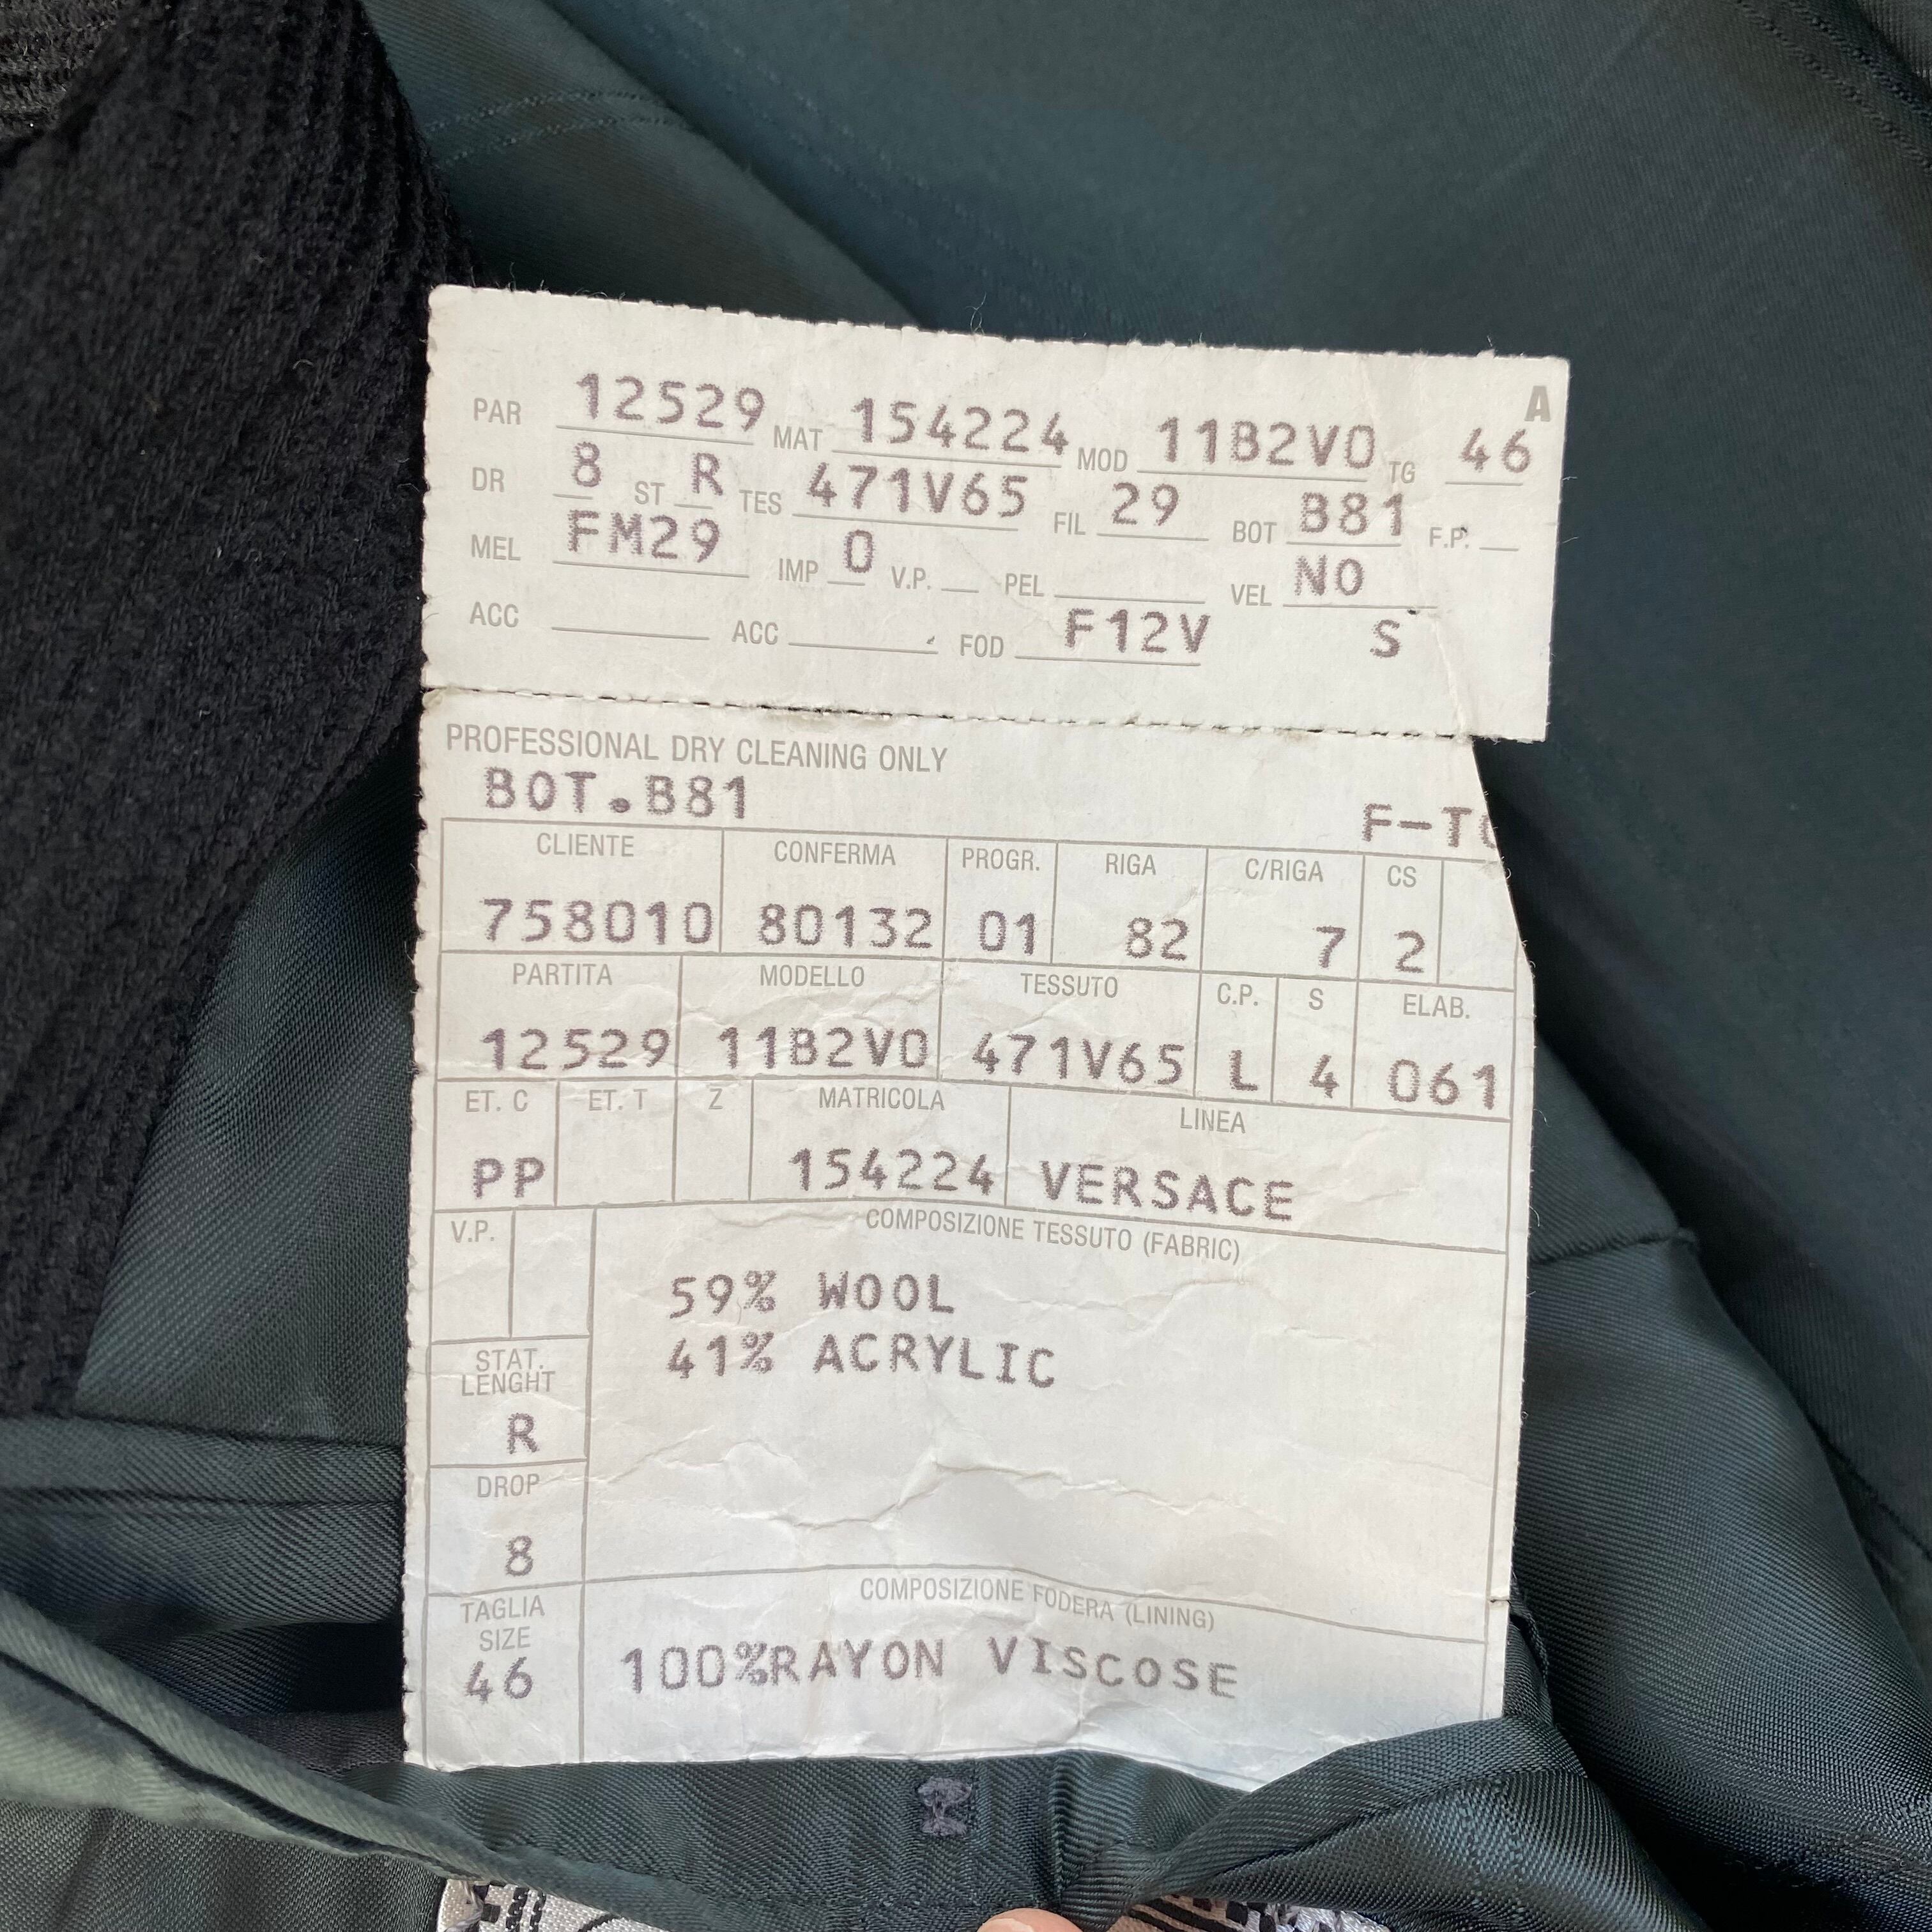 A
PAR 12529 MAT 154224 MOD 11B2V0 TG 46
DR 8 ST R TES 471V65 FIL 29 BOT B81 F.P.
MEL FM29 IMP 0 V.P. PEL VEL NO
ACC ACC FOD F12V S
PROFESSIONAL DRY CLEANING ONLY
BOT.B81 F-T
CLIENTE CONFERMA PROGR. RIGA C/RIGA CS
758010 80132 01 82 7 2
PARTITA MODELLO TESSUTO C.P. S ELAB.
12529 11B2V0 471V65 L 4 061
ET. C ET. T Z MATRICOLA LINEA
PP 154224 VERSACE
V.P. COMPOSIZIONE TESSUTO (FABRIC)
59% WOOL
41% ACRYLIC
STAT.
LENGHT
R
DROP
8
TAGLIA
SIZE
46
COMPOSIZIONE FODERA (LINING)
100%RAYON VISCOSE